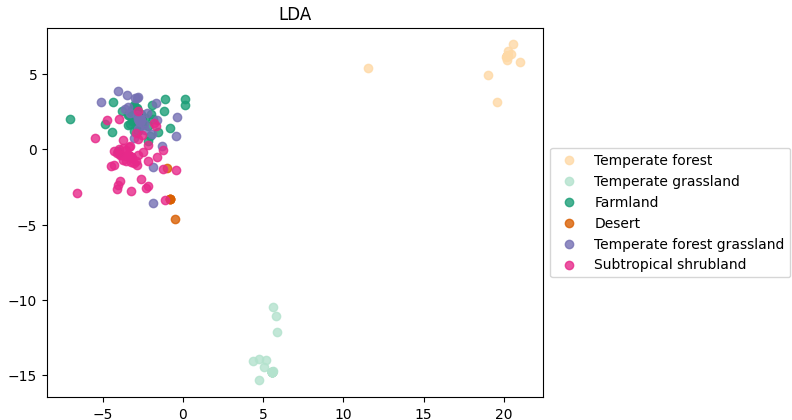 LDA
5
0
−5
−10
−15
−5
0
5
10
15
20
Temperate forest
Temperate grassland
Farmland
Desert
Temperate forest grassland
Subtropical shrubland